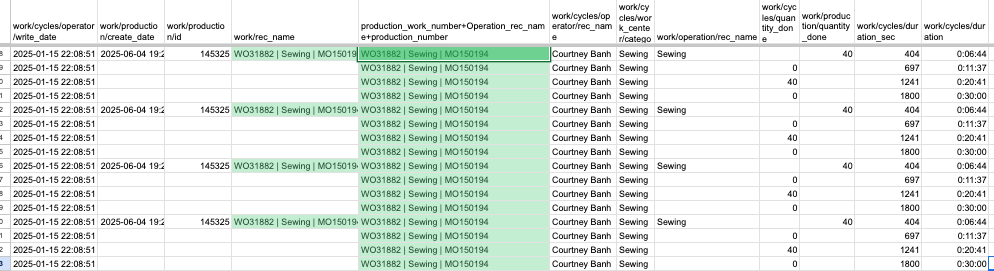 work/cycles/operator/write_date work/production/create_date work/production/id work/rec_name production_work_number+Operation_rec_name+production_number work/cycles/operator/rec_name work/cycles/work_center/catego work/operation/rec_name work/cycles/quantity_done work/production/quantity_done work/cycles/duration_sec work/cycles/duration
8 2025-01-15 22:08:51 2025-06-04 19:2 145325 WO31882 | Sewing | MO150194 WO31882 | Sewing | MO150194 Courtney Banh Sewing Sewing 40 404 0:06:44
9 2025-01-15 22:08:51 WO31882 | Sewing | MO150194 Courtney Banh Sewing 0 697 0:11:37
0 2025-01-15 22:08:51 WO31882 | Sewing | MO150194 Courtney Banh Sewing 40 1241 0:20:41
1 2025-01-15 22:08:51 WO31882 | Sewing | MO150194 Courtney Banh Sewing 0 1800 0:30:00
2 2025-01-15 22:08:51 2025-06-04 19:2 145325 WO31882 | Sewing | MO150194 WO31882 | Sewing | MO150194 Courtney Banh Sewing Sewing 40 404 0:06:44
3 2025-01-15 22:08:51 WO31882 | Sewing | MO150194 Courtney Banh Sewing 0 697 0:11:37
4 2025-01-15 22:08:51 WO31882 | Sewing | MO150194 Courtney Banh Sewing 40 1241 0:20:41
5 2025-01-15 22:08:51 WO31882 | Sewing | MO150194 Courtney Banh Sewing 0 1800 0:30:00
6 2025-01-15 22:08:51 2025-06-04 19:2 145325 WO31882 | Sewing | MO150194 WO31882 | Sewing | MO150194 Courtney Banh Sewing Sewing 40 404 0:06:44
7 2025-01-15 22:08:51 WO31882 | Sewing | MO150194 Courtney Banh Sewing 0 697 0:11:37
8 2025-01-15 22:08:51 WO31882 | Sewing | MO150194 Courtney Banh Sewing 40 1241 0:20:41
9 2025-01-15 22:08:51 WO31882 | Sewing | MO150194 Courtney Banh Sewing 0 1800 0:30:00
0 2025-01-15 22:08:51 2025-06-04 19:2 145325 WO31882 | Sewing | MO150194 WO31882 | Sewing | MO150194 Courtney Banh Sewing Sewing 40 404 0:06:44
1 2025-01-15 22:08:51 WO31882 | Sewing | MO150194 Courtney Banh Sewing 0 697 0:11:37
2 2025-01-15 22:08:51 WO31882 | Sewing | MO150194 Courtney Banh Sewing 40 1241 0:20:41
3 2025-01-15 22:08:51 WO31882 | Sewing | MO150194 Courtney Banh Sewing 0 1800 0:30:00